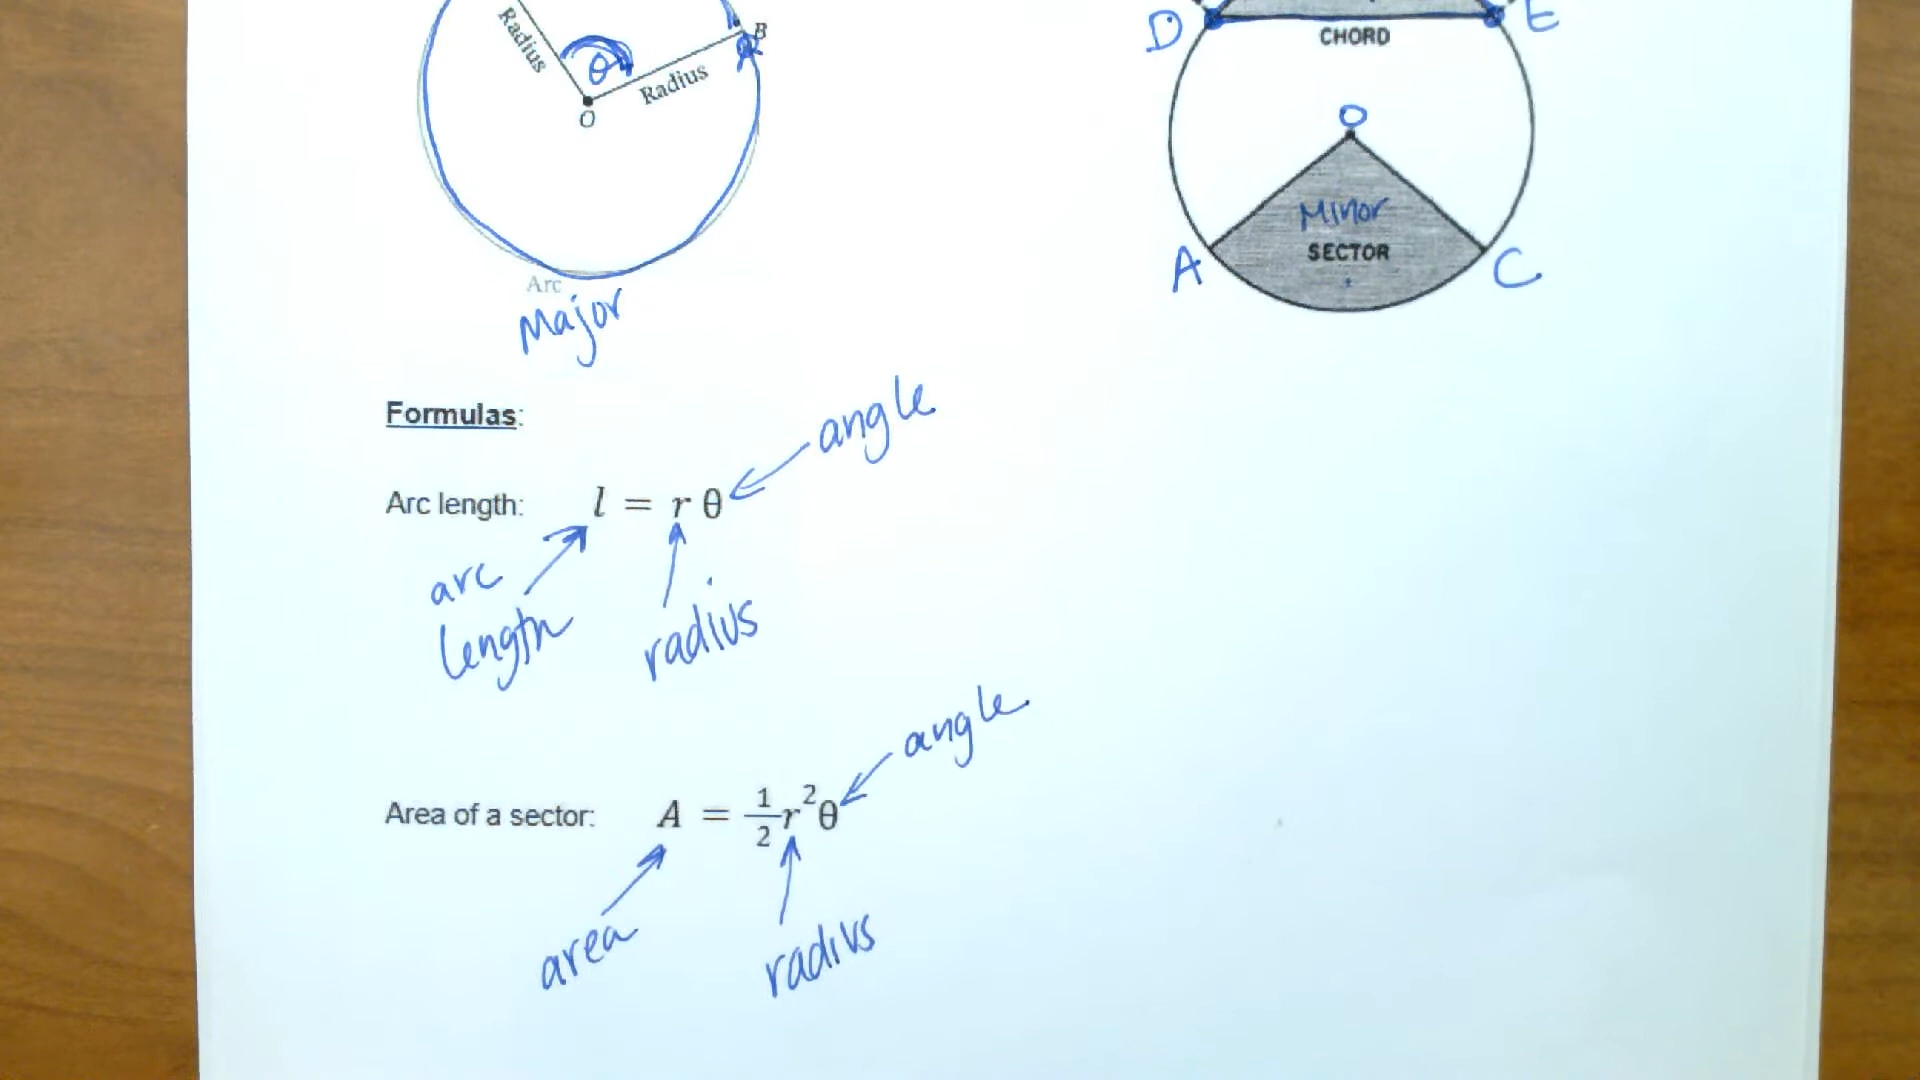 Radius
θ
Radius
B
O
Arc
Major
D
E
CHORD
O
Minor
SECTOR
A
C
Formulas:
angle
Arc length: l = r θ
arc
length
radius
angle
Area of a sector: A = 1/2 r²θ
area
radius